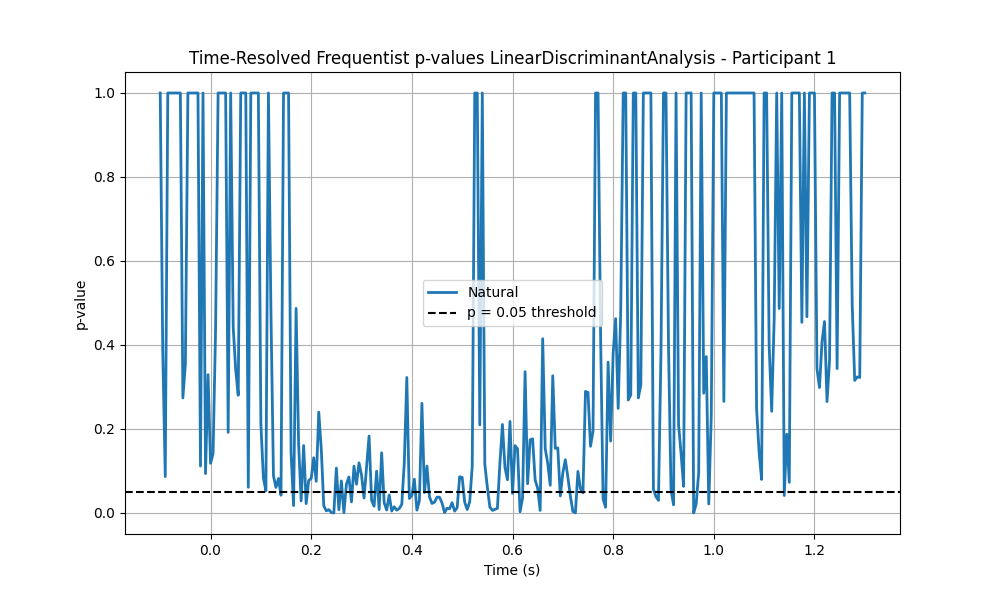 Time-Resolved Frequentist p-values LinearDiscriminantAnalysis - Participant 1
1.0
0.8
0.6
0.4
0.2
0.0
p-value
Natural
p = 0.05 threshold
0.0 0.2 0.4 0.6 0.8 1.0 1.2
Time (s)